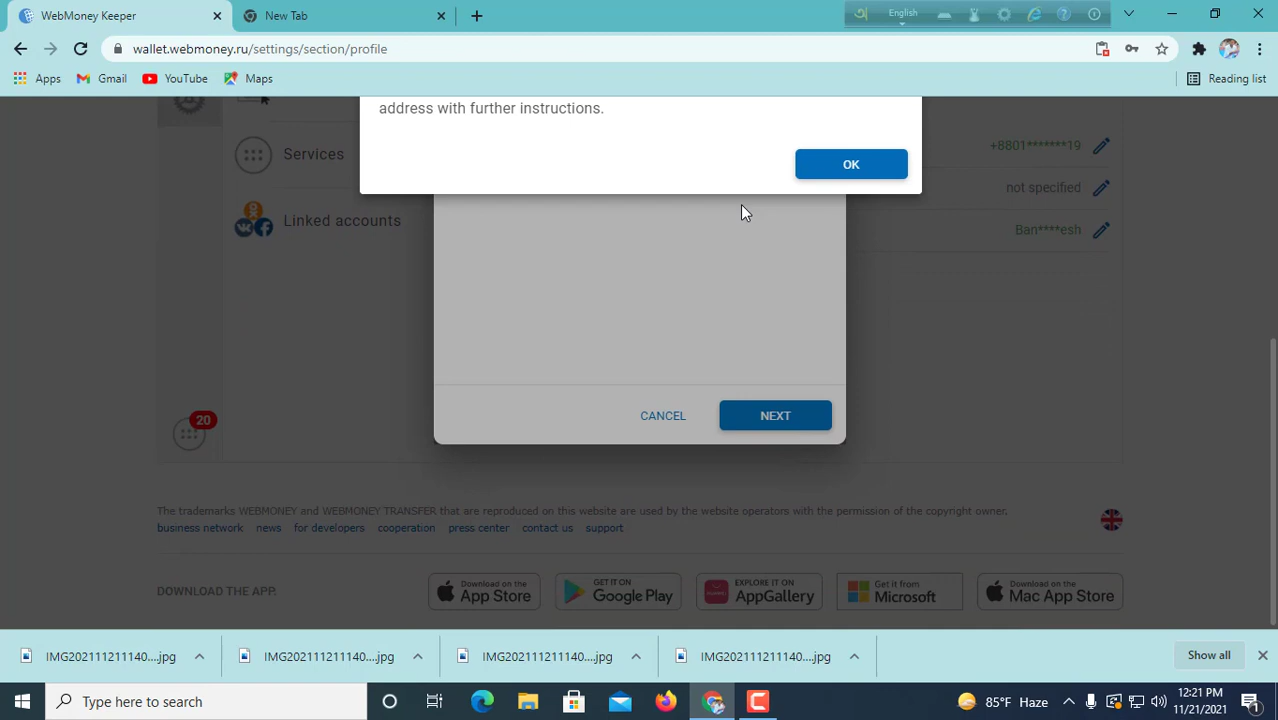 WebMoney Keeper
New Tab
English
wallet.webmoney.ru/settings/section/profile
Apps
Gmail
YouTube
Maps
Reading list
address with further instructions.
OK
+8801*******19
Services
not specified
Linked accounts
Ban****esh
20
CANCEL
NEXT
The trademarks WEBMONEY and WEBMONEY TRANSFER that are reproduced on this website are used by the website operators with the permission of the copyright owner.
business network news for developers cooperation press center contact us support
DOWNLOAD THE APP.
Download on the
App Store
GET IT ON
Google Play
EXPLORE IT ON
AppGallery
Get it from
Microsoft
Download on the
Mac App Store
IMG202111211140....jpg
IMG202111211140....jpg
IMG202111211140....jpg
IMG202111211140....jpg
Show all
Type here to search
85°F Haze
12:21 PM
11/21/2021
1